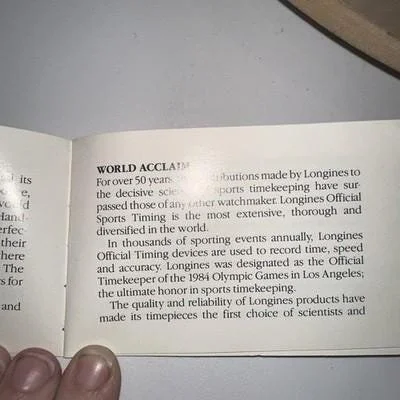 its
Hand-
their
The
s for
and
WORLD ACCLAIM
For over 50 years contributions made by Longines to
the decisive science sports timekeeping have sur-
passed those of any other watchmaker. Longines Official
Sports Timing is the most extensive, thorough and
diversified in the world.
In thousands of sporting events annually, Longines
Official Timing devices are used to record time, speed
and accuracy. Longines was designated as the Official
Timekeeper of the 1984 Olympic Games in Los Angeles;
the ultimate honor in sports timekeeping.
The quality and reliability of Longines products have
made its timepieces the first choice of scientists and